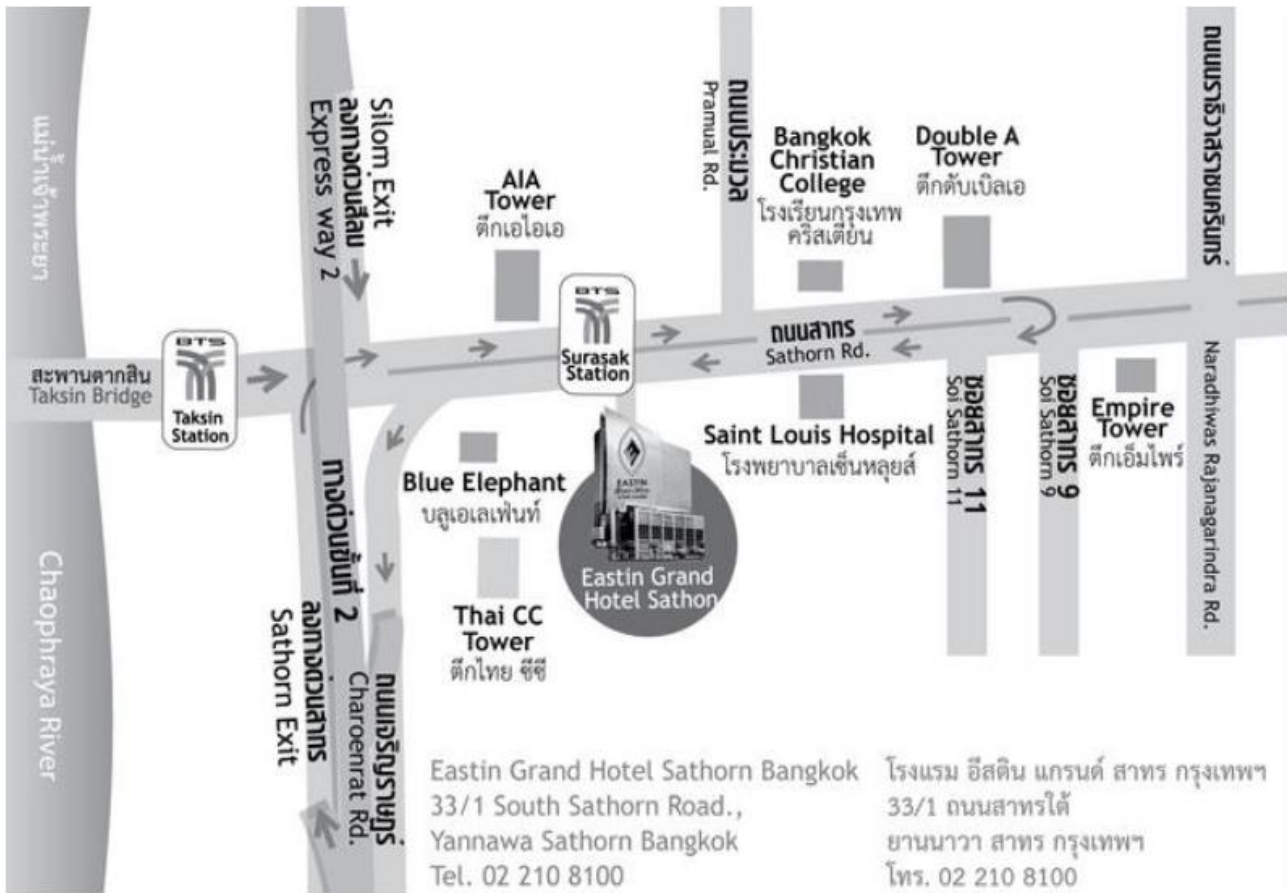 แม่น้ำเจ้าพระยา
Chaophraya River
สะพานตากสิน
Taksin Bridge
BTS
Taksin
Station
Silom Exit
ลงทางด่วนสีลม
Express way 2
ทางด่วนขั้นที่ 2
ลงทางด่วนสาทร
Sathorn Exit
ถนนเจริญราษฎร์
Charoenrat Rd.
AIA
Tower
ตึกเอไอเอ
BTS
Surasak
Station
ถนนประมวล
Pramual Rd.
Bangkok
Christian
College
โรงเรียนกรุงเทพ
คริสเตียน
Double A
Tower
ตึกดับเบิลเอ
ถนนนราธิวาสราชนครินทร์
Naradhiwas Rajanagarindra Rd.
ถนนสาทร
Sathorn Rd.
Blue Elephant
บลูเอเลเฟ่นท์
Thai CC
Tower
ตึกไทย ซีซี
EASTIN
Eastin Grand
Hotel Sathon
Saint Louis Hospital
โรงพยาบาลเซ็นหลุยส์
ซอยสาทร 11
Soi Sathorn 11
ซอยสาทร 9
Soi Sathorn 9
Empire
Tower
ตึกเอ็มไพร์
Eastin Grand Hotel Sathorn Bangkok
33/1 South Sathorn Road.,
Yannawa Sathorn Bangkok
Tel. 02 210 8100
โรงแรม อีสติน แกรนด์ สาทร กรุงเทพฯ
33/1 ถนนสาทรใต้
ยานนาวา สาทร กรุงเทพฯ
โทร. 02 210 8100